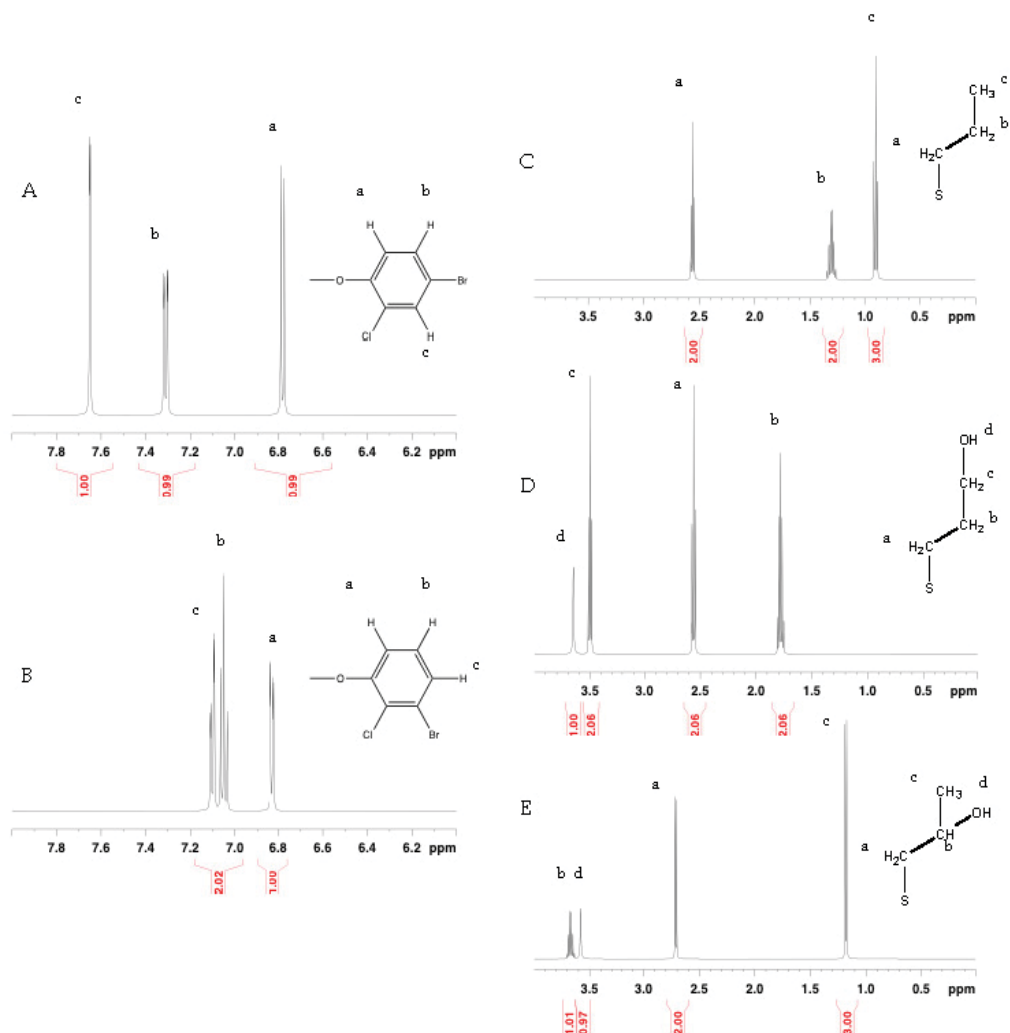 A
c
b
a
a
b
H
H
O
Br
Cl
H
c
7.8 7.6 7.4 7.2 7.0 6.8 6.6 6.4 6.2 ppm
1.00
0.99
0.99
B
b
c
a
a
b
H
H
c
O
H
Cl
Br
7.8 7.6 7.4 7.2 7.0 6.8 6.6 6.4 6.2 ppm
2.02
1.00
C
a
b
c
c
CH3
b
CH2
a
H2C
S
3.5 3.0 2.5 2.0 1.5 1.0 0.5 ppm
2.00
2.00
3.00
D
d
c
a
b
OH d
c
CH2
b
CH2
a
H2C
S
3.5 3.0 2.5 2.0 1.5 1.0 0.5 ppm
1.00
2.06
2.06
2.06
E
b d
a
c
c
d
CH3
OH
CH
b
a
H2C
S
3.5 3.0 2.5 2.0 1.5 1.0 0.5 ppm
1.01
0.97
2.00
3.00